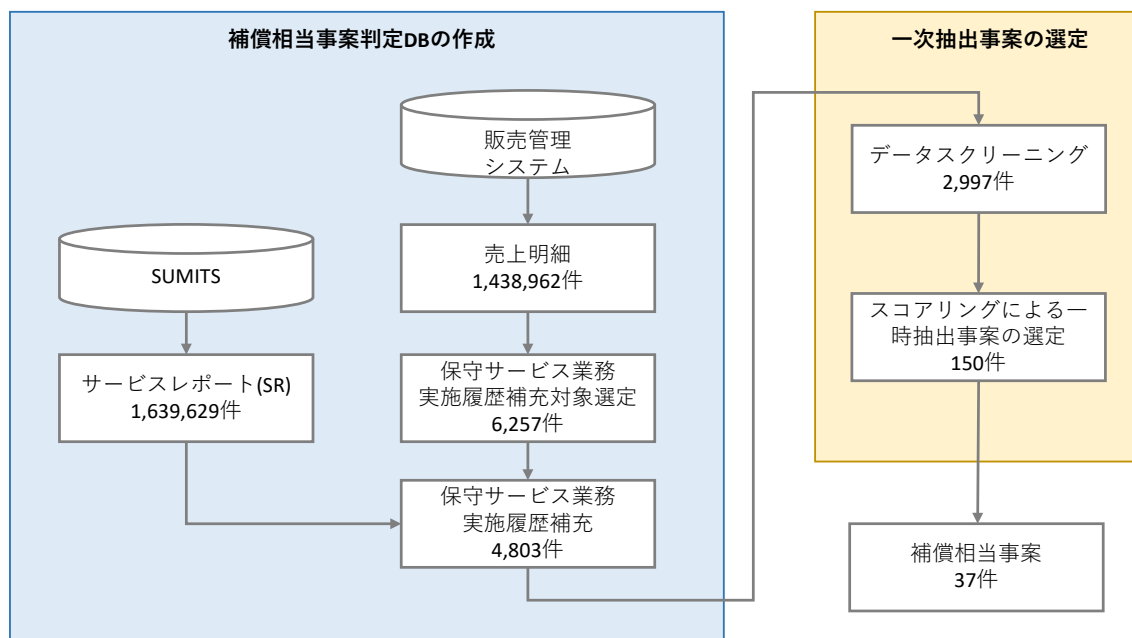 補償相当事案判定DBの作成
販売管理
システム
売上明細
1,438,962件
SUMITS
サービスレポート(SR)
1,639,629件
保守サービス業務
実施履歴補充対象選定
6,257件
保守サービス業務
実施履歴補充
4,803件
一次抽出事案の選定
データスクリーニング
2,997件
スコアリングによる一
時抽出事案の選定
150件
補償相当事案
37件